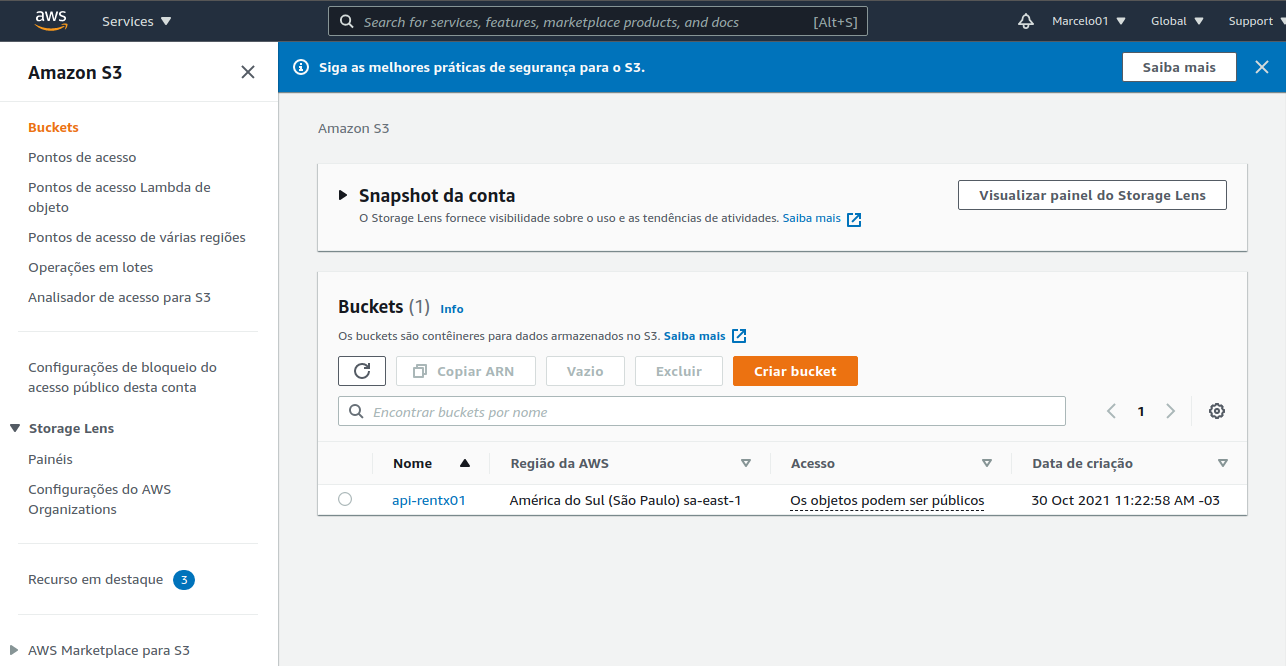 aws
Services
Search for services, features, marketplace products, and docs
[Alt+S]
Marcelo01
Global
Support
Amazon S3
Siga as melhores práticas de segurança para o S3.
Saiba mais
Buckets
Pontos de acesso
Pontos de acesso Lambda de
objeto
Pontos de acesso de várias regiões
Operações em lotes
Analisador de acesso para S3
Configurações de bloqueio do
acesso público desta conta
Storage Lens
Painéis
Configurações do AWS
Organizations
Recurso em destaque 3
AWS Marketplace para S3
Amazon S3
Snapshot da conta
O Storage Lens fornece visibilidade sobre o uso e as tendências de atividades. Saiba mais
Visualizar painel do Storage Lens
Buckets (1) Info
Os buckets são contêineres para dados armazenados no S3. Saiba mais
Copiar ARN
Vazio
Excluir
Criar bucket
Encontrar buckets por nome
1
Nome Região da AWS Acesso Data de criação
api-rentx01 América do Sul (São Paulo) sa-east-1 Os objetos podem ser públicos 30 Oct 2021 11:22:58 AM -03